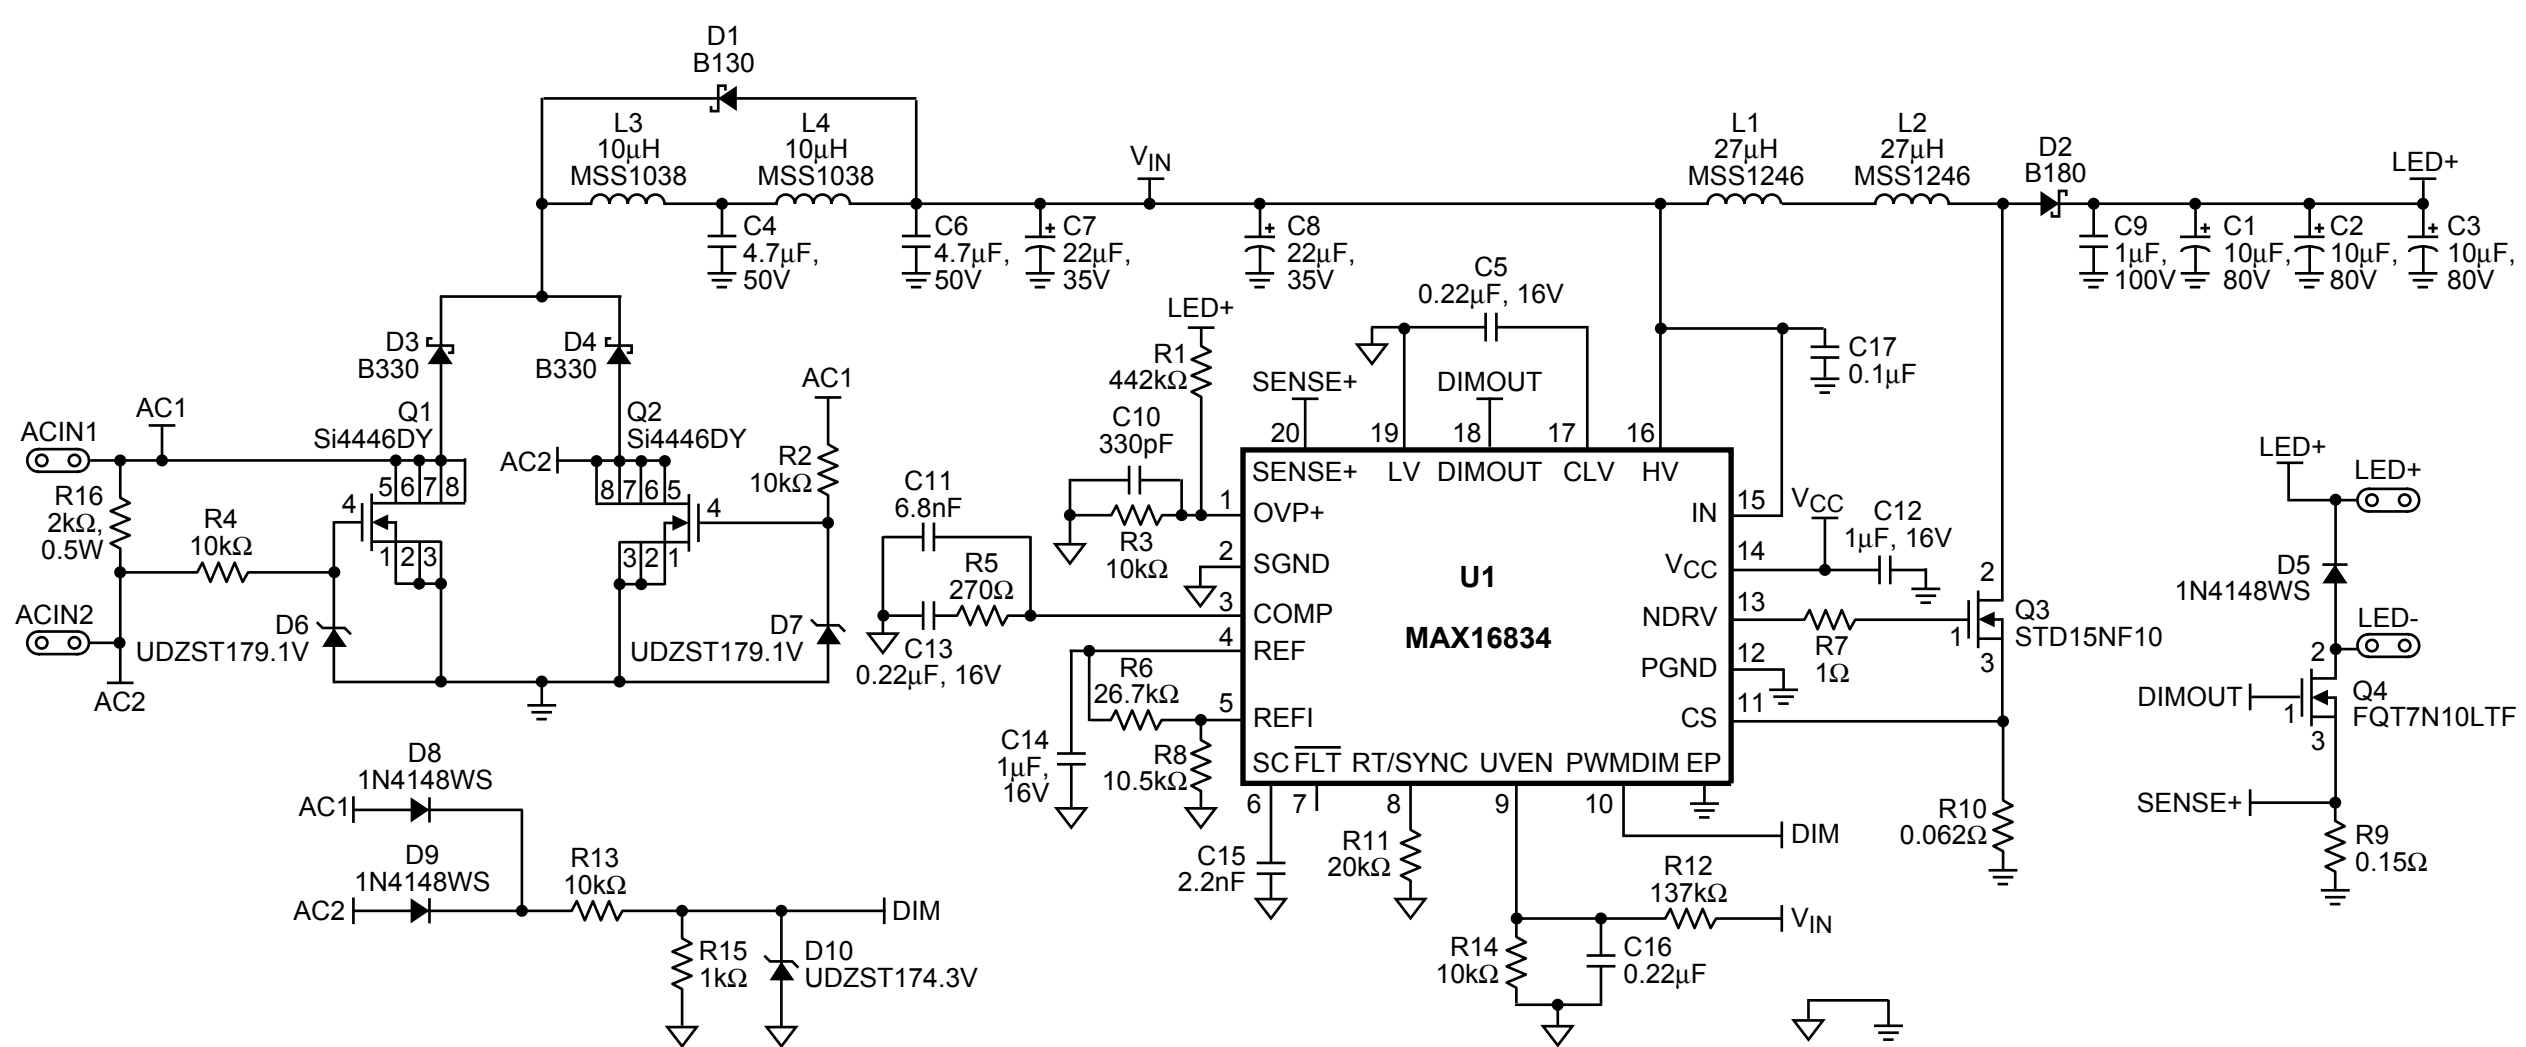 D1
B130
L3
10μH
MSS1038
L4
10μH
MSS1038
VIN
L1
27μH
MSS1246
L2
27μH
MSS1246
D2
B180
LED+
C4
4.7μF,
50V
C6
4.7μF,
50V
+
C7
22μF,
35V
+
C8
22μF,
35V
C9
1μF,
100V
+
C1
10μF,
80V
+
C2
10μF,
80V
+
C3
10μF,
80V
D3
B330
D4
B330
AC1
ACIN1
Q1
Si4446DY
5 6 7 8
4
1 2 3
R16
2kΩ,
0.5W
R4
10kΩ
ACIN2
AC2
D6
UDZST179.1V
AC2
Q2
Si4446DY
8 7 6 5
4
3 2 1
AC1
R2
10kΩ
D7
UDZST179.1V
LED+
R1
442kΩ
C10
330pF
R3
10kΩ
C11
6.8nF
R5
270Ω
C13
0.22μF, 16V
R6
26.7kΩ
C14
1μF,
16V
R8
10.5kΩ
C5
0.22μF, 16V
SENSE+
DIMOUT
C17
0.1μF
20 19 18 17 16
SENSE+ LV DIMOUT CLV HV
1 OVP+
2 SGND
3 COMP
4 REF
5 REFI
U1
MAX16834
IN 15
VCC 14
NDRV 13
PGND 12
CS 11
SC FLT RT/SYNC UVEN PWMDIM EP
6 7 8 9 10
VCC
C12
1μF, 16V
R7
1Ω
2
1
3
Q3
STD15NF10
R10
0.062Ω
C15
2.2nF
R11
20kΩ
DIM
R12
137kΩ
VIN
R14
10kΩ
C16
0.22μF
LED+
LED+
D5
1N4148WS
LED-
2
DIMOUT
1
3
Q4
FQT7N10LTF
SENSE+
R9
0.15Ω
D8
1N4148WS
AC1
D9
1N4148WS
AC2
R13
10kΩ
DIM
R15
1kΩ
D10
UDZST174.3V